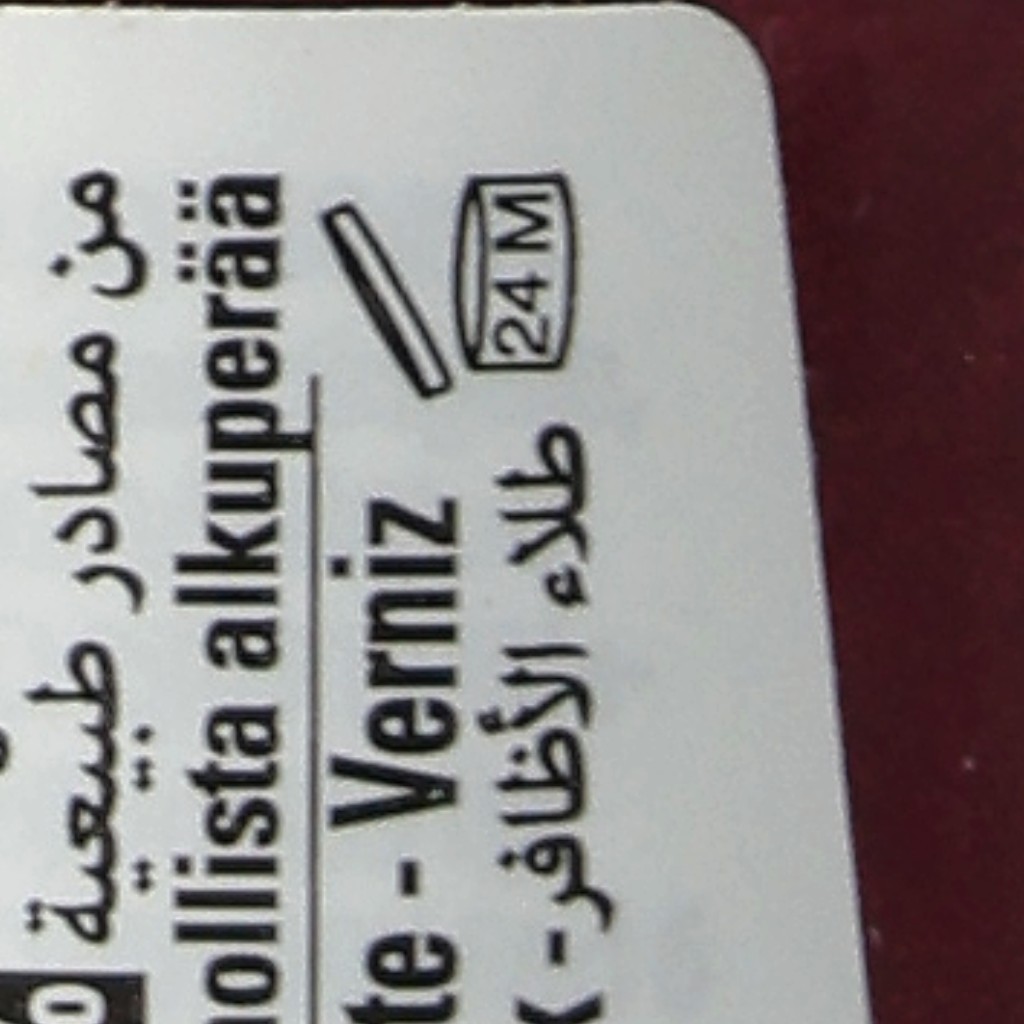 من مصادر طبيعية
ollista alkuperää
24 M
te - Verniz
طلاء الأظافر -